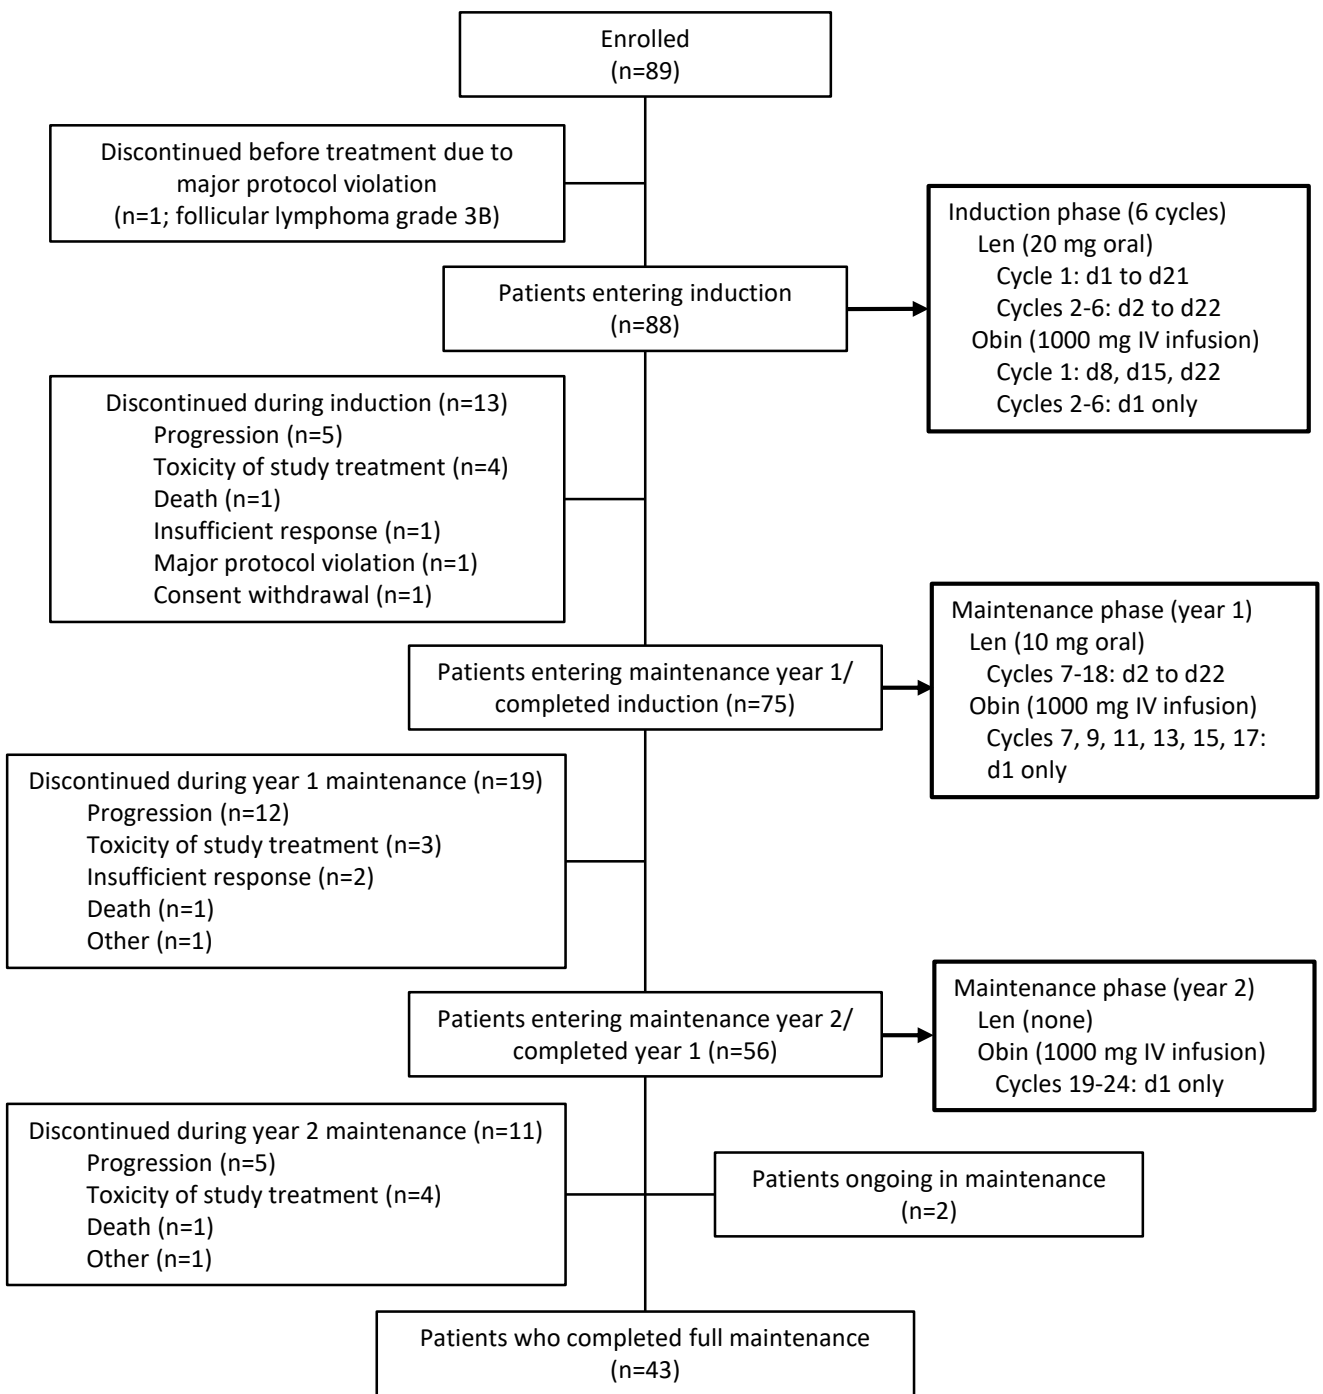 Enrolled
(n=89)
Discontinued before treatment due to
major protocol violation
(n=1; follicular lymphoma grade 3B)
Patients entering induction
(n=88)
Induction phase (6 cycles)
Len (20 mg oral)
Cycle 1: d1 to d21
Cycles 2-6: d2 to d22
Obin (1000 mg IV infusion)
Cycle 1: d8, d15, d22
Cycles 2-6: d1 only
Discontinued during induction (n=13)
Progression (n=5)
Toxicity of study treatment (n=4)
Death (n=1)
Insufficient response (n=1)
Major protocol violation (n=1)
Consent withdrawal (n=1)
Patients entering maintenance year 1/
completed induction (n=75)
Maintenance phase (year 1)
Len (10 mg oral)
Cycles 7-18: d2 to d22
Obin (1000 mg IV infusion)
Cycles 7, 9, 11, 13, 15, 17:
d1 only
Discontinued during year 1 maintenance (n=19)
Progression (n=12)
Toxicity of study treatment (n=3)
Insufficient response (n=2)
Death (n=1)
Other (n=1)
Patients entering maintenance year 2/
completed year 1 (n=56)
Maintenance phase (year 2)
Len (none)
Obin (1000 mg IV infusion)
Cycles 19-24: d1 only
Discontinued during year 2 maintenance (n=11)
Progression (n=5)
Toxicity of study treatment (n=4)
Death (n=1)
Other (n=1)
Patients ongoing in maintenance
(n=2)
Patients who completed full maintenance
(n=43)